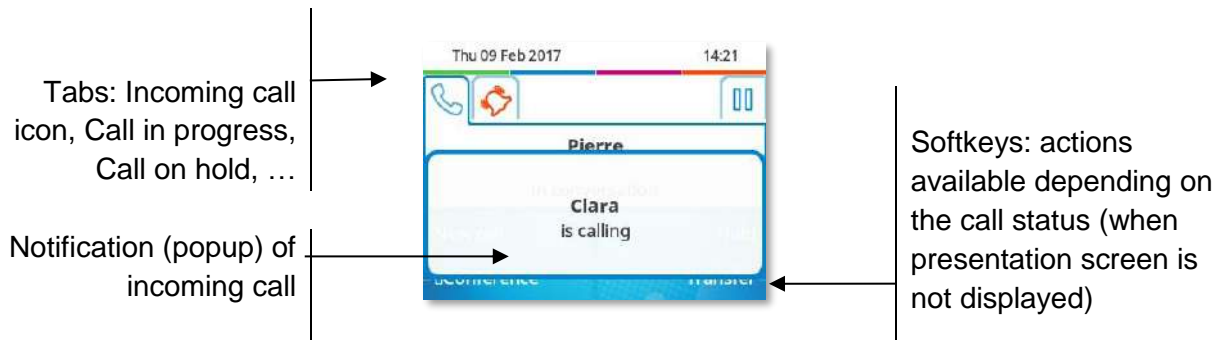 Tabs: Incoming call
icon, Call in progress,
Call on hold, …
Notification (popup) of
incoming call
Thu 09 Feb 2017 14:21
Pierre
In conversation
Clara
is calling
Conference Transfer
Softkeys: actions
available depending on
the call status (when
presentation screen is
not displayed)